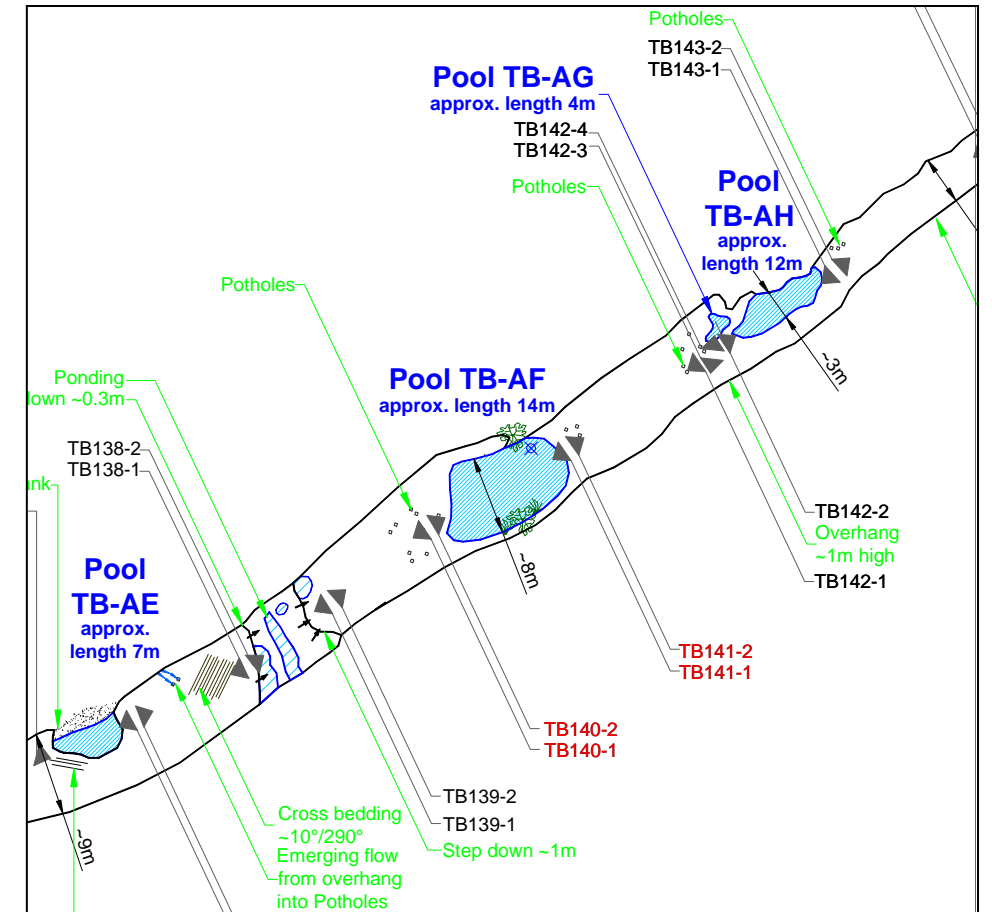 Potholes
TB143-2
TB143-1
Pool TB-AG
approx. length 4m
TB142-4
TB142-3
Potholes
Pool
TB-AH
approx.
length 12m
~3m
Potholes
Pool TB-AF
approx. length 14m
~8m
Ponding
down ~0.3m
TB138-2
TB138-1
TB142-2
Overhang
~1m high
TB142-1
Pool
TB-AE
approx.
length 7m
TB141-2
TB141-1
TB140-2
TB140-1
TB139-2
TB139-1
Step down ~1m
Cross bedding
~10°/290°
Emerging flow
from overhang
into Potholes
~9m